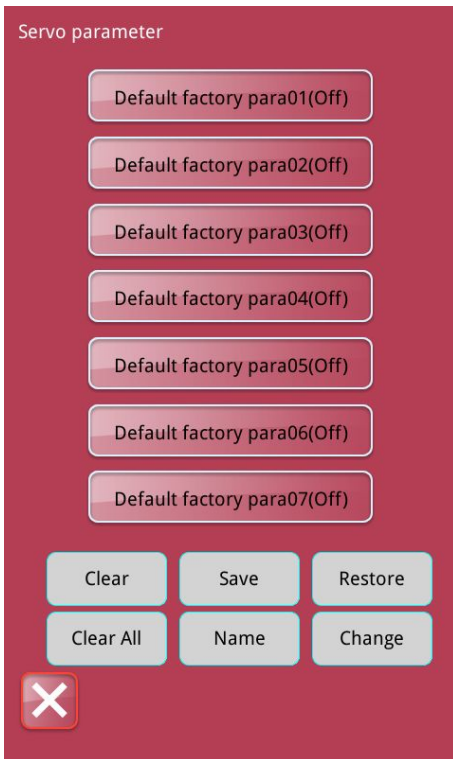 Servo parameter
Default factory para01(Off)
Default factory para02(Off)
Default factory para03(Off)
Default factory para04(Off)
Default factory para05(Off)
Default factory para06(Off)
Default factory para07(Off)
Clear Save Restore
Clear All Name Change